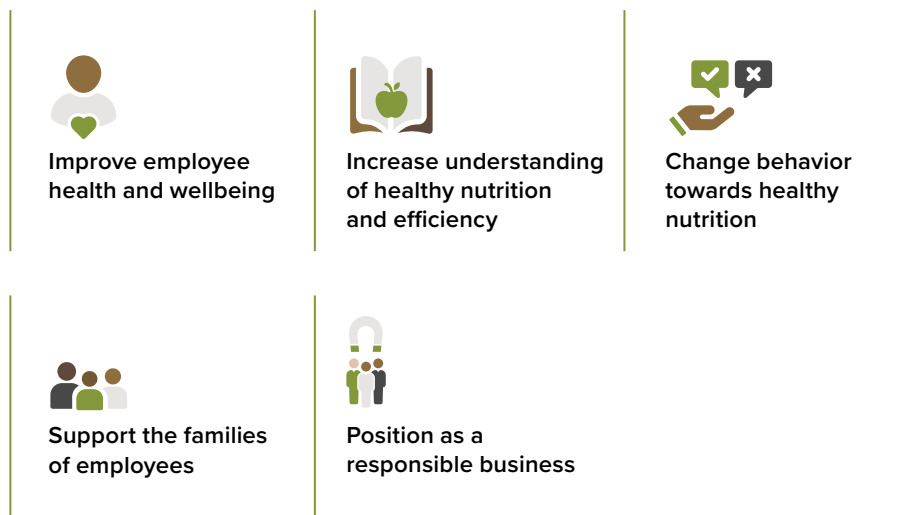 Improve employee
health and wellbeing
Increase understanding
of healthy nutrition
and efficiency
Change behavior
towards healthy
nutrition
Support the families
of employees
Position as a
responsible business